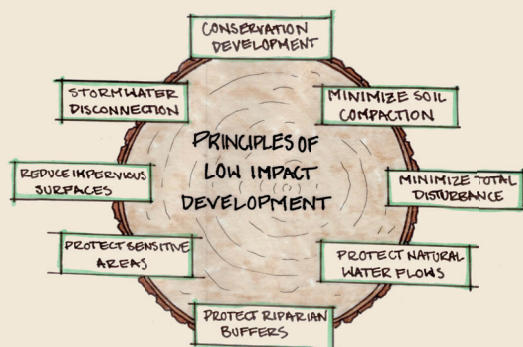 CONSERVATION
DEVELOPMENT
STORMWATER
DISCONNECTION
MINIMIZE SOIL
COMPACTION
PRINCIPLES OF
LOW IMPACT
DEVELOPMENT
REDUCE IMPERVIOUS
SURFACES
MINIMIZE TOTAL
DISTURBANCE
PROTECT SENSITIVE
AREAS
PROTECT NATURAL
WATER FLOWS
PROTECT RIPARIAN
BUFFERS